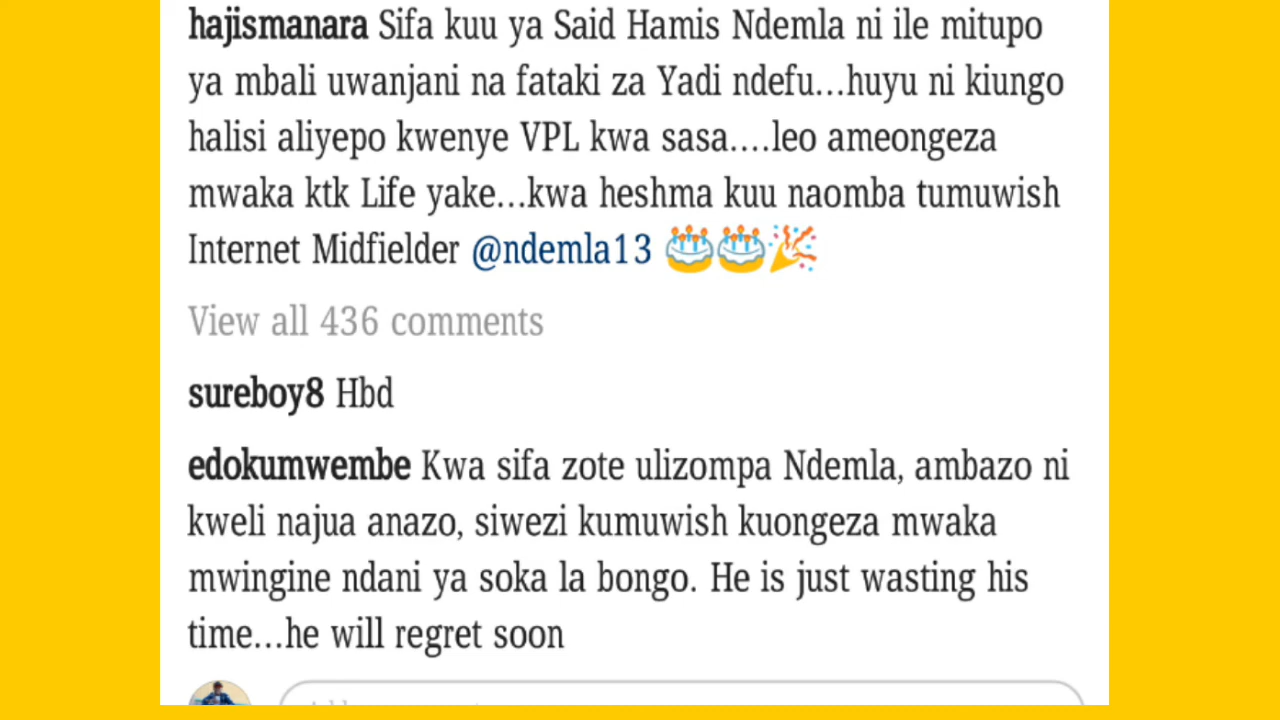 hajismanara Sifa kuu ya Said Hamis Ndemla ni ile mitupo
ya mbali uwanjani na fataki za Yadi ndefu...huyu ni kiungo
halisi aliyepo kwenye VPL kwa sasa....leo ameongeza
mwaka ktk Life yake...kwa heshma kuu naomba tumuwish
Internet Midfielder @ndemla13 🎂🎂🎉
View all 436 comments
sureboy8 Hbd
edokumwembe Kwa sifa zote ulizompa Ndemla, ambazo ni
kweli najua anazo, siwezi kumuwish kuongeza mwaka
mwingine ndani ya soka la bongo. He is just wasting his
time...he will regret soon